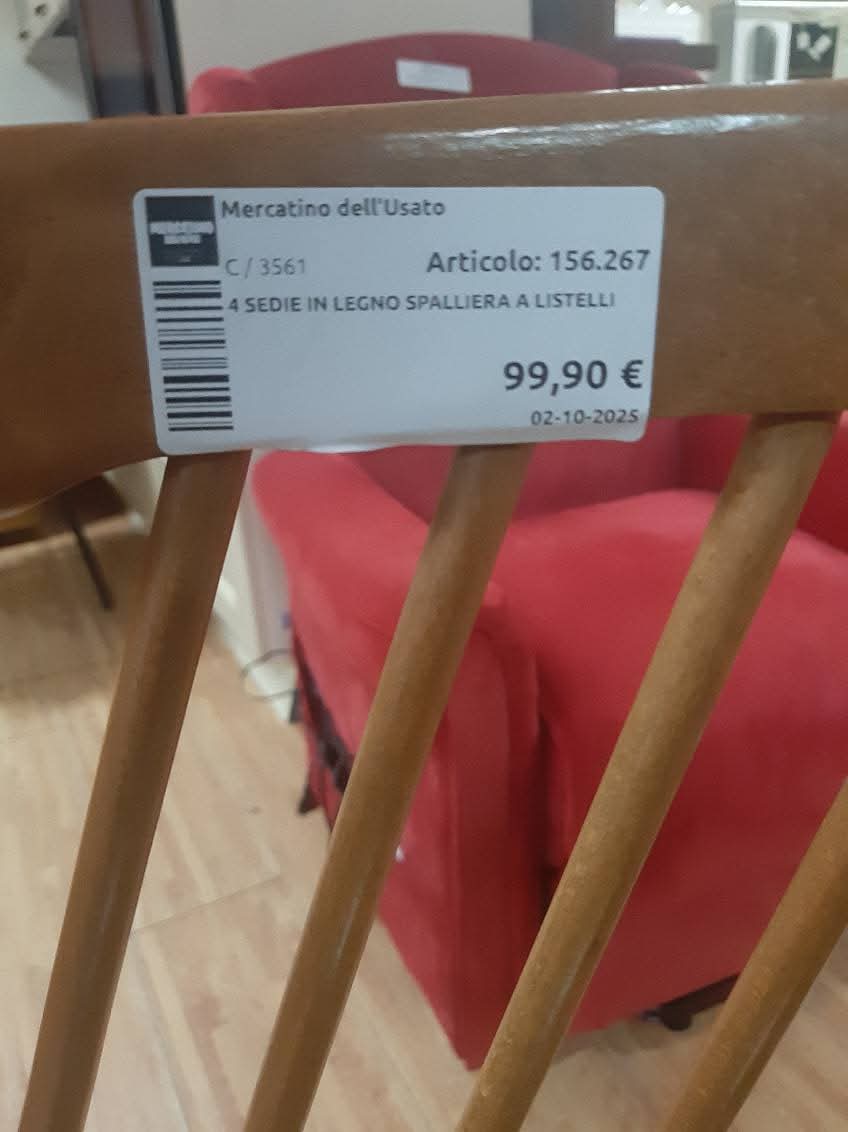 Mercatino dell'Usato
C / 3561
Articolo: 156.267
4 SEDIE IN LEGNO SPALLIERA A LISTELLI
99,90 €
02-10-2025